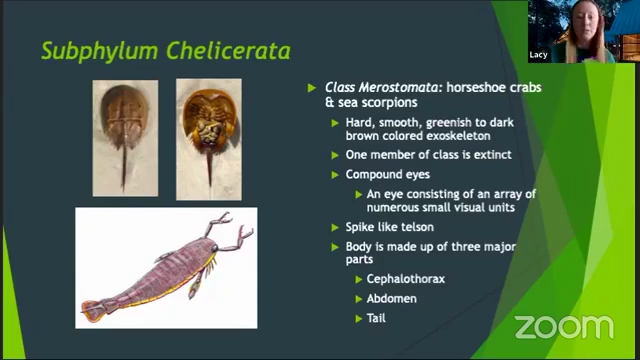 Lacy
Subphylum Chelicerata
Class Merostomata: horseshoe crabs
& sea scorpions
Hard, smooth, greenish to dark
brown colored exoskeleton
One member of class is extinct
Compound eyes
An eye consisting of an array of
numerous small visual units
Spike like telson
Body is made up of three major
parts
Cephalothorax
Abdomen
Tail
zoom